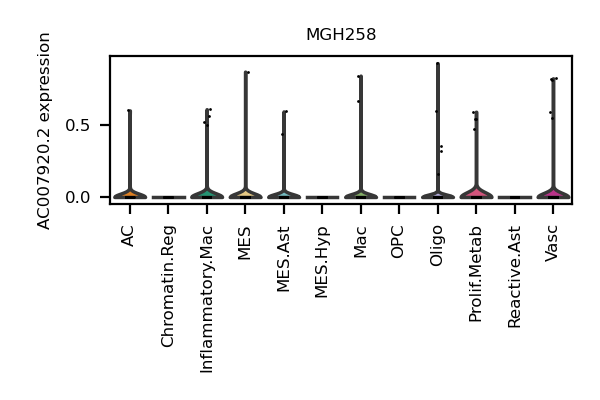 MGH258
AC007920.2 expression
0.5
0.0
AC
Chromatin.Reg
Inflammatory.Mac
MES
MES.Ast
MES.Hyp
Mac
OPC
Oligo
Prolif.Metab
Reactive.Ast
Vasc